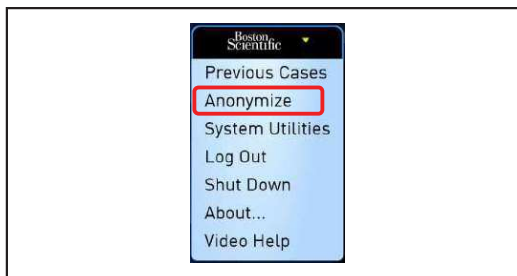 Boston
Scientific
Previous Cases
Anonymize
System Utilities
Log Out
Shut Down
About...
Video Help